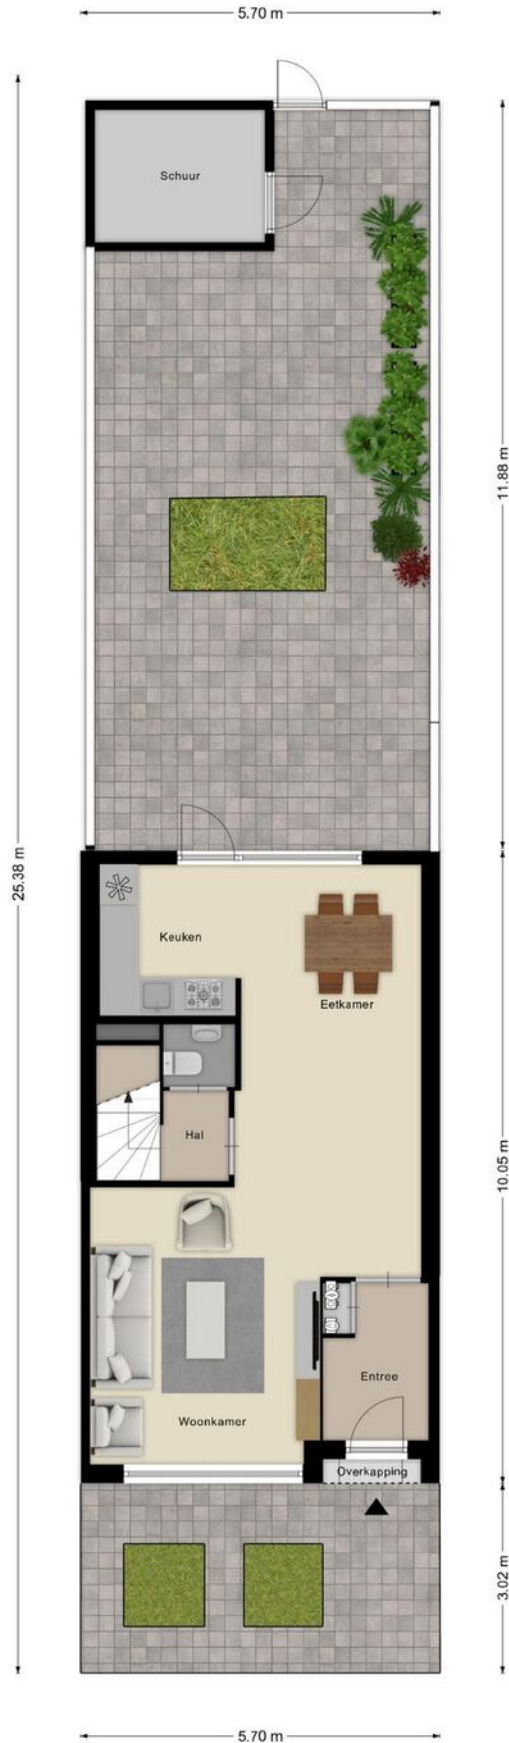 5.70 m
Schuur
11.88 m
25.38 m
Keuken
Eetkamer
Hal
10.05 m
Entree
Woonkamer
Overkapping
3.02 m
5.70 m